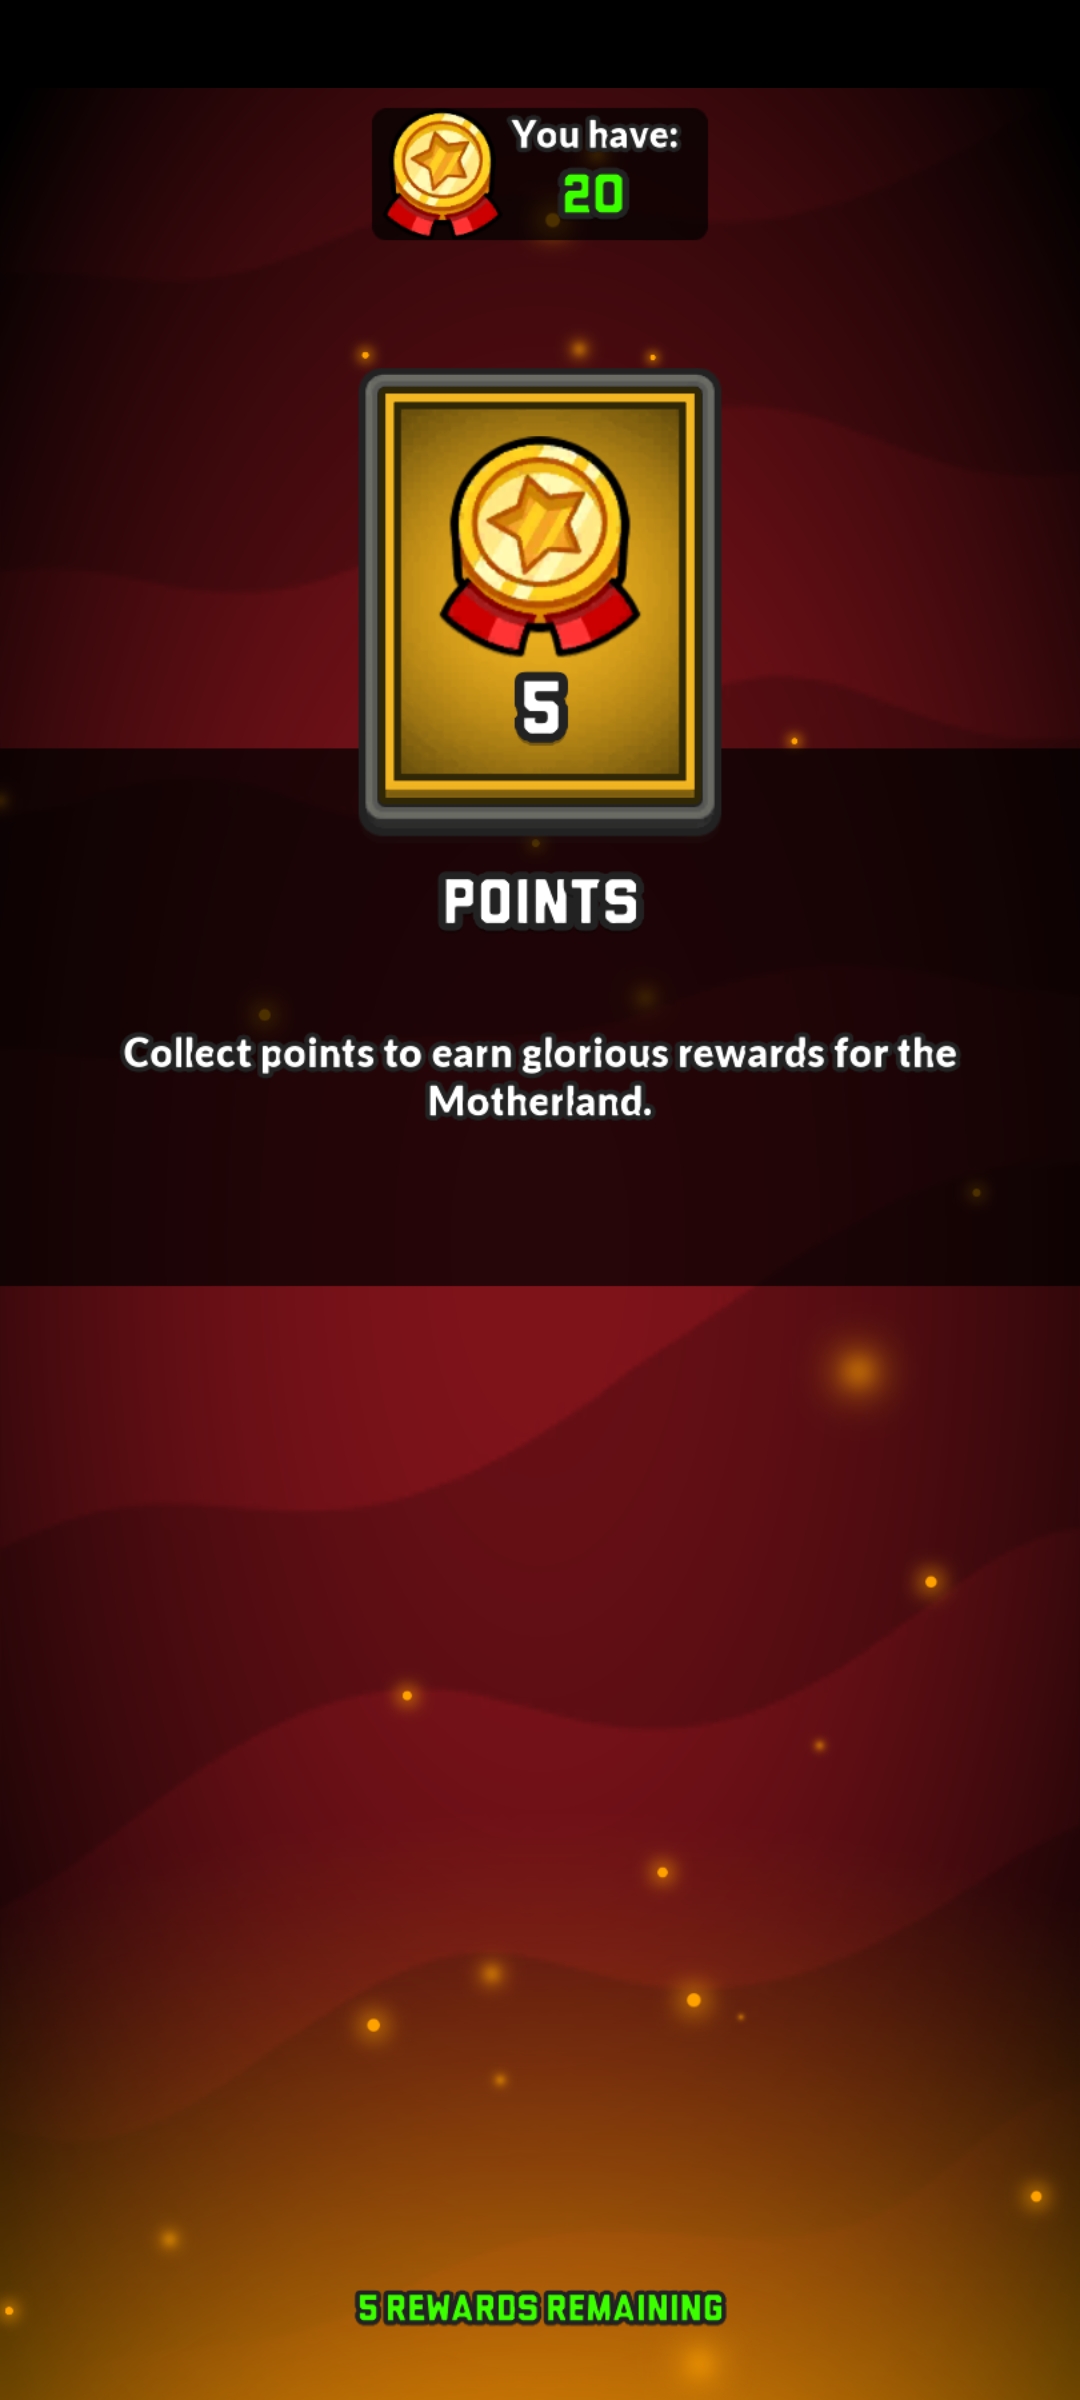 You have:
20
5
POINTS
Collect points to earn glorious rewards for the
Motherland.
5 REWARDS REMAINING